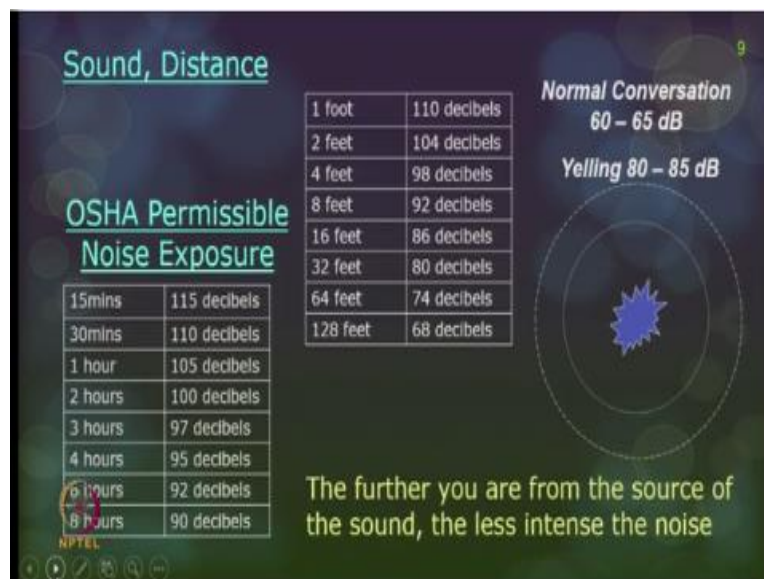 9
Sound, Distance
1 foot 110 decibels
2 feet 104 decibels
4 feet 98 decibels
8 feet 92 decibels
16 feet 86 decibels
32 feet 80 decibels
64 feet 74 decibels
128 feet 68 decibels
Normal Conversation
60 – 65 dB
Yelling 80 – 85 dB
OSHA Permissible
Noise Exposure
15mins 115 decibels
30mins 110 decibels
1 hour 105 decibels
2 hours 100 decibels
3 hours 97 decibels
4 hours 95 decibels
6 hours 92 decibels
8 hours 90 decibels
The further you are from the source of
the sound, the less intense the noise
NPTEL